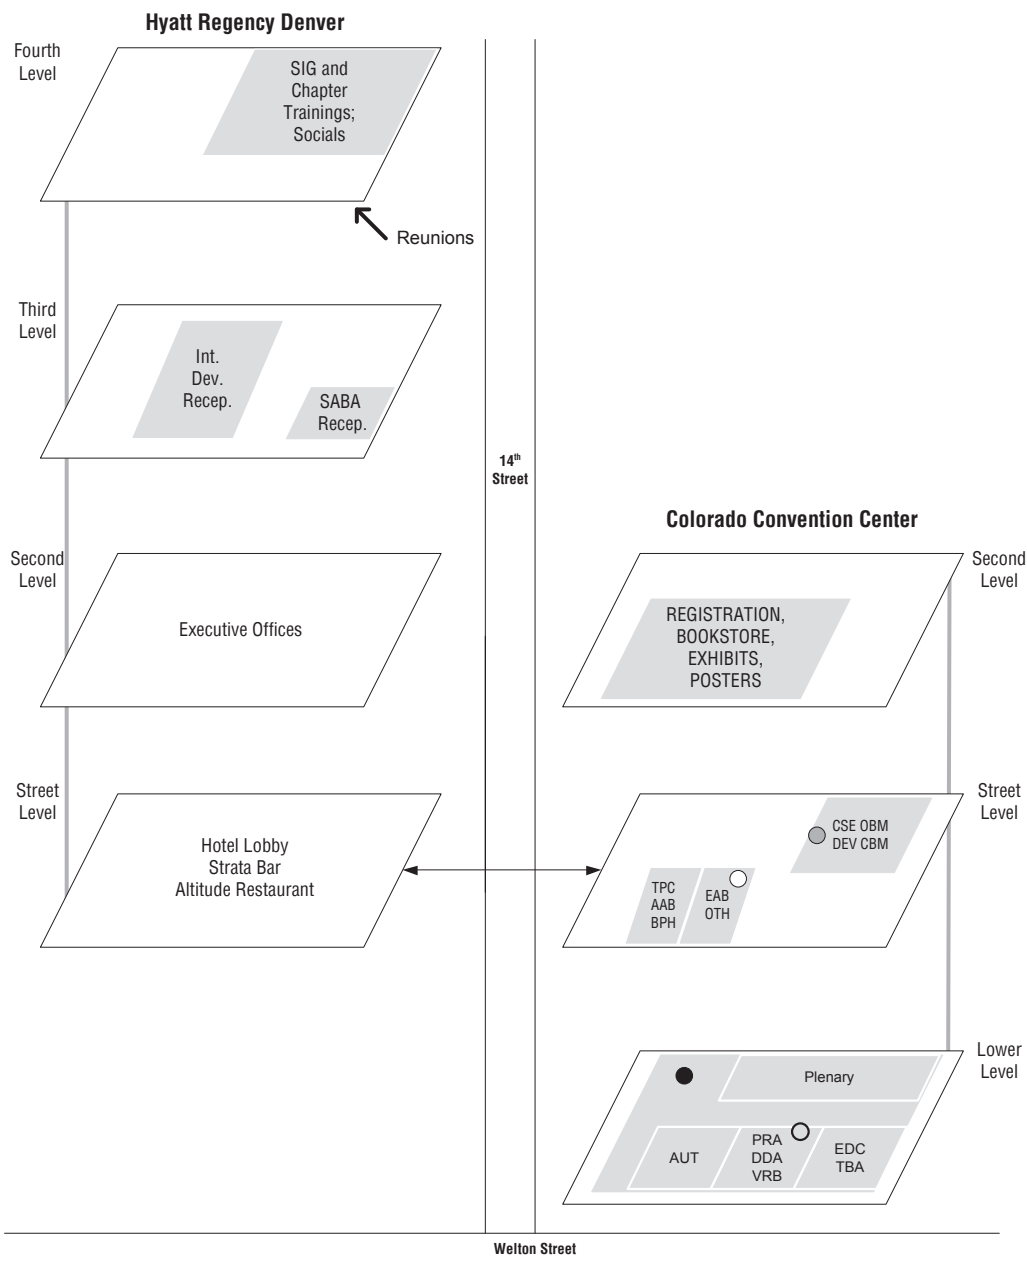 Hyatt Regency Denver
Fourth
Level
SIG and
Chapter
Trainings;
Socials
Reunions
Third
Level
Int.
Dev.
Recep.
SABA
Recep.
14th
Street
Colorado Convention Center
Second
Level
Executive Offices
Second
Level
REGISTRATION,
BOOKSTORE,
EXHIBITS,
POSTERS
Street
Level
Hotel Lobby
Strata Bar
Altitude Restaurant
Street
Level
CSE OBM
DEV CBM
TPC
AAB
BPH
EAB
OTH
Lower
Level
Plenary
AUT
PRA
DDA
VRB
EDC
TBA
Welton Street